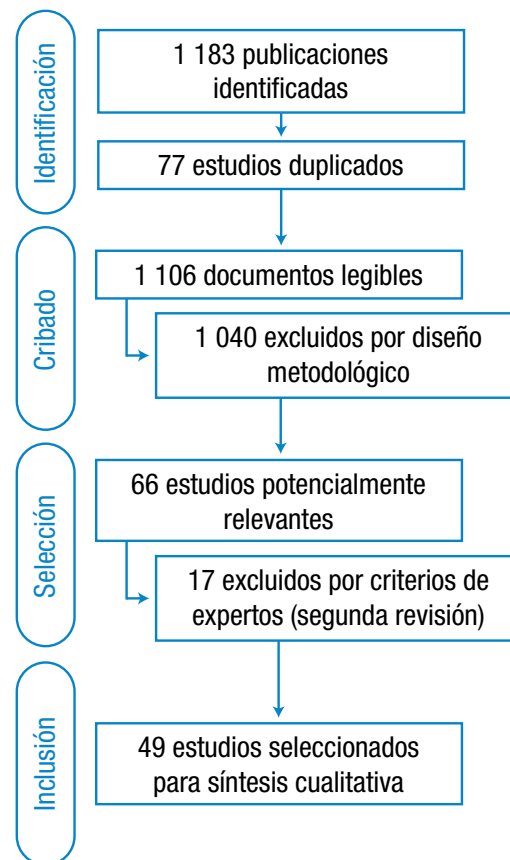 Identificación
1 183 publicaciones
identificadas
77 estudios duplicados
Cribado
1 106 documentos legibles
1 040 excluidos por diseño
metodológico
Selección
66 estudios potencialmente
relevantes
17 excluidos por criterios de
expertos (segunda revisión)
Inclusión
49 estudios seleccionados
para síntesis cualitativa